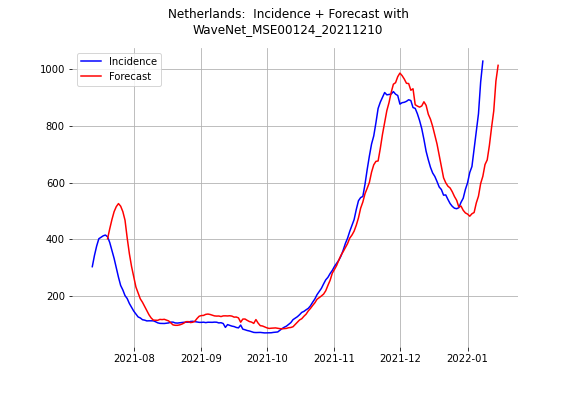 Netherlands:  Incidence + Forecast with
WaveNet_MSE00124_20211210
Incidence
Forecast
1000
800
600
400
200
2021-08 2021-09 2021-10 2021-11 2021-12 2022-01